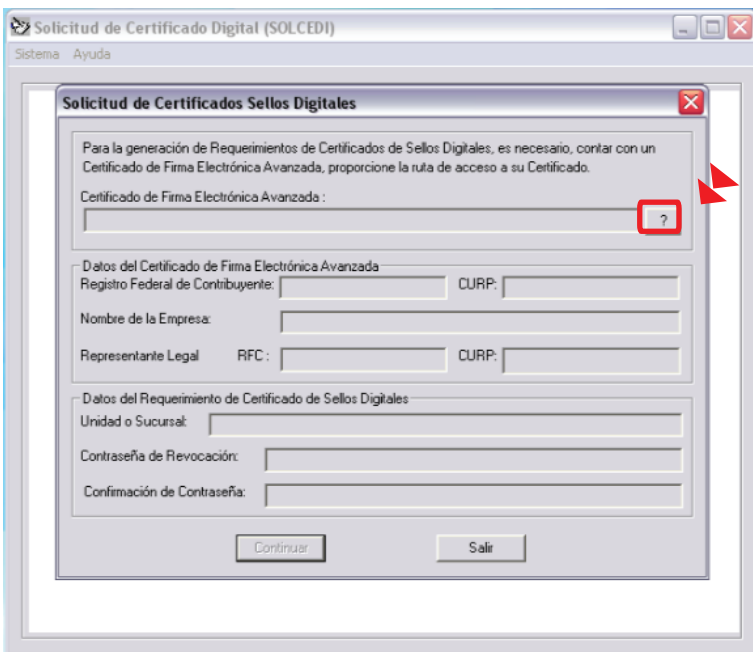 Solicitud de Certificado Digital (SOLCEDI)
Sistema Ayuda
Solicitud de Certificados Sellos Digitales
Para la generación de Requerimientos de Certificados de Sellos Digitales, es necesario, contar con un
Certificado de Firma Electrónica Avanzada, proporcione la ruta de acceso a su Certificado.
Certificado de Firma Electrónica Avanzada :
?
Datos del Certificado de Firma Electrónica Avanzada
Registro Federal de Contribuyente: CURP:
Nombre de la Empresa:
Representante Legal RFC : CURP:
Datos del Requerimiento de Certificado de Sellos Digitales
Unidad o Sucursal:
Contraseña de Revocación:
Confirmación de Contraseña:
Continuar Salir